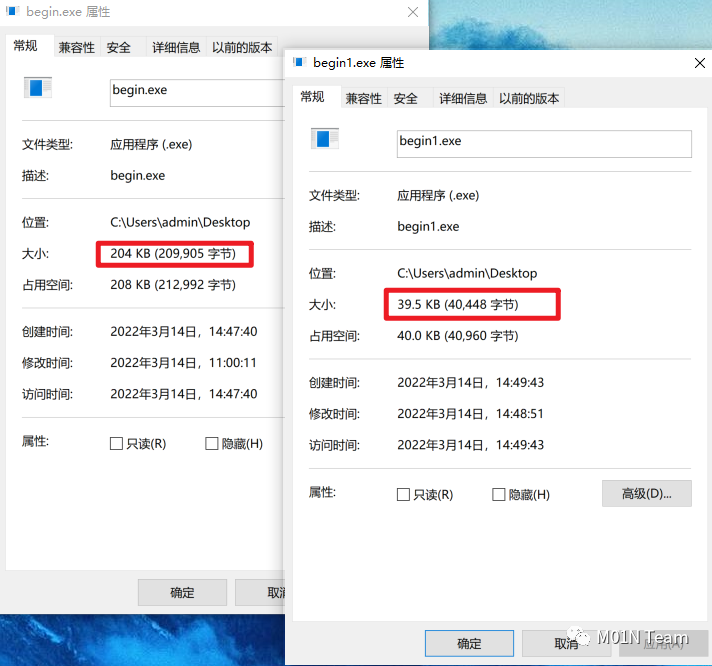 begin.exe 属性
常规 兼容性 安全 详细信息 以前的版本
begin.exe
文件类型: 应用程序 (.exe)
描述: begin.exe
位置: C:\Users\admin\Desktop
大小: 204 KB (209,905 字节)
占用空间: 208 KB (212,992 字节)
创建时间: 2022年3月14日，14:47:40
修改时间: 2022年3月14日，11:00:11
访问时间: 2022年3月14日，14:47:40
属性: 只读(R) 隐藏(H)
确定 取消
begin1.exe 属性
常规 兼容性 安全 详细信息 以前的版本
begin1.exe
文件类型: 应用程序 (.exe)
描述: begin1.exe
位置: C:\Users\admin\Desktop
大小: 39.5 KB (40,448 字节)
占用空间: 40.0 KB (40,960 字节)
创建时间: 2022年3月14日，14:49:43
修改时间: 2022年3月14日，14:48:51
访问时间: 2022年3月14日，14:49:43
属性: 只读(R) 隐藏(H) 高级(D)...
确定 取消 应用(A)
M01N Team